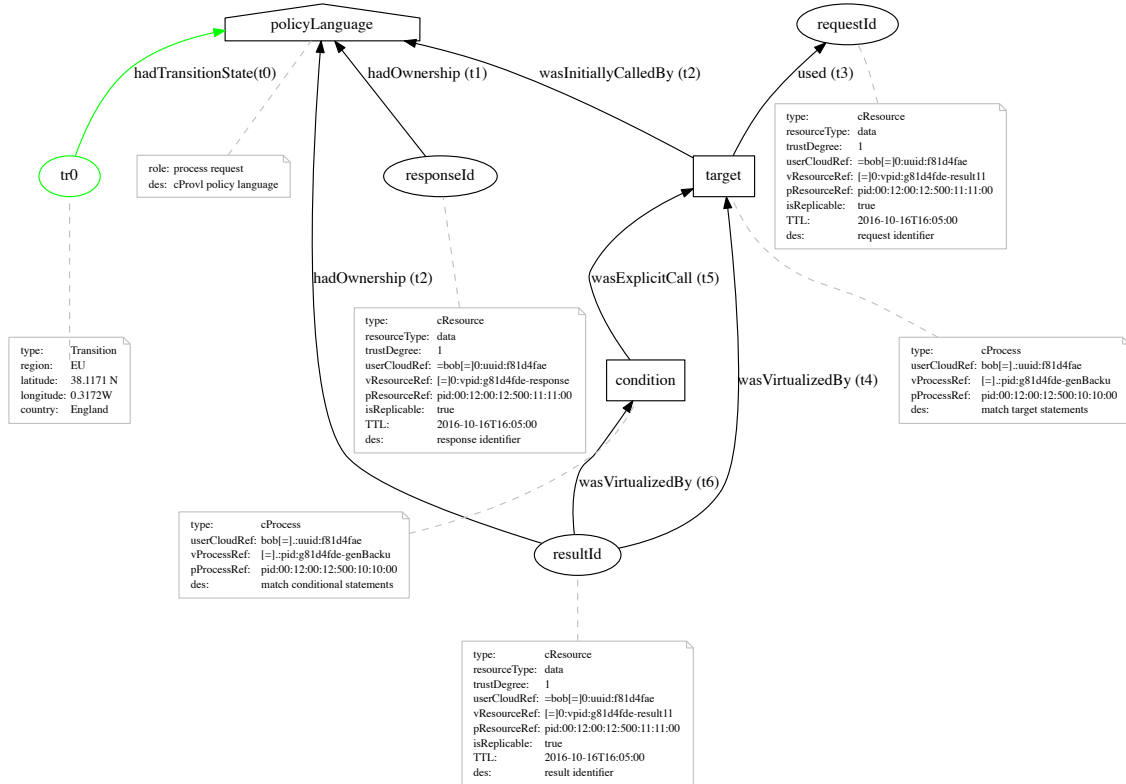 policyLanguage
requestId
hadTransitionState(t0)
hadOwnership (t1)
wasInitiallyCalledBy (t2)
used (t3)
type: cResource
resourceType: data
trustDegree: 1
userCloudRef: =bob[=]0:uuid:f81d4fae
vResourceRef: [=]0:vpid:g81d4fde-result11
pResourceRef: pid:00:12:00:12:500:11:11:00
isReplicable: true
TTL: 2016-10-16T16:05:00
des: request identifier
tr0
role: process request
des: cProvl policy language
responseId
target
hadOwnership (t2)
wasExplicitCall (t5)
type: Transition
region: EU
latitude: 38.1171 N
longitude: 0.3172W
country: England
type: cResource
resourceType: data
trustDegree: 1
userCloudRef: =bob[=]0:uuid:f81d4fae
vResourceRef: [=]0:vpid:g81d4fde-response
pResourceRef: pid:00:12:00:12:500:11:11:00
isReplicable: true
TTL: 2016-10-16T16:05:00
des: response identifier
condition
wasVirtualizedBy (t4)
type: cProcess
userCloudRef: bob[=].:uuid:f81d4fae
vProcessRef: [=].:pid:g81d4fde-genBacku
pProcessRef: pid:00:12:00:12:500:10:10:00
des: match target statements
wasVirtualizedBy (t6)
type: cProcess
userCloudRef: bob[=].:uuid:f81d4fae
vProcessRef: [=].:pid:g81d4fde-genBacku
pProcessRef: pid:00:12:00:12:500:10:10:00
des: match conditional statements
resultId
type: cResource
resourceType: data
trustDegree: 1
userCloudRef: =bob[=]0:uuid:f81d4fae
vResourceRef: [=]0:vpid:g81d4fde-result11
pResourceRef: pid:00:12:00:12:500:11:11:00
isReplicable: true
TTL: 2016-10-16T16:05:00
des: result identifier